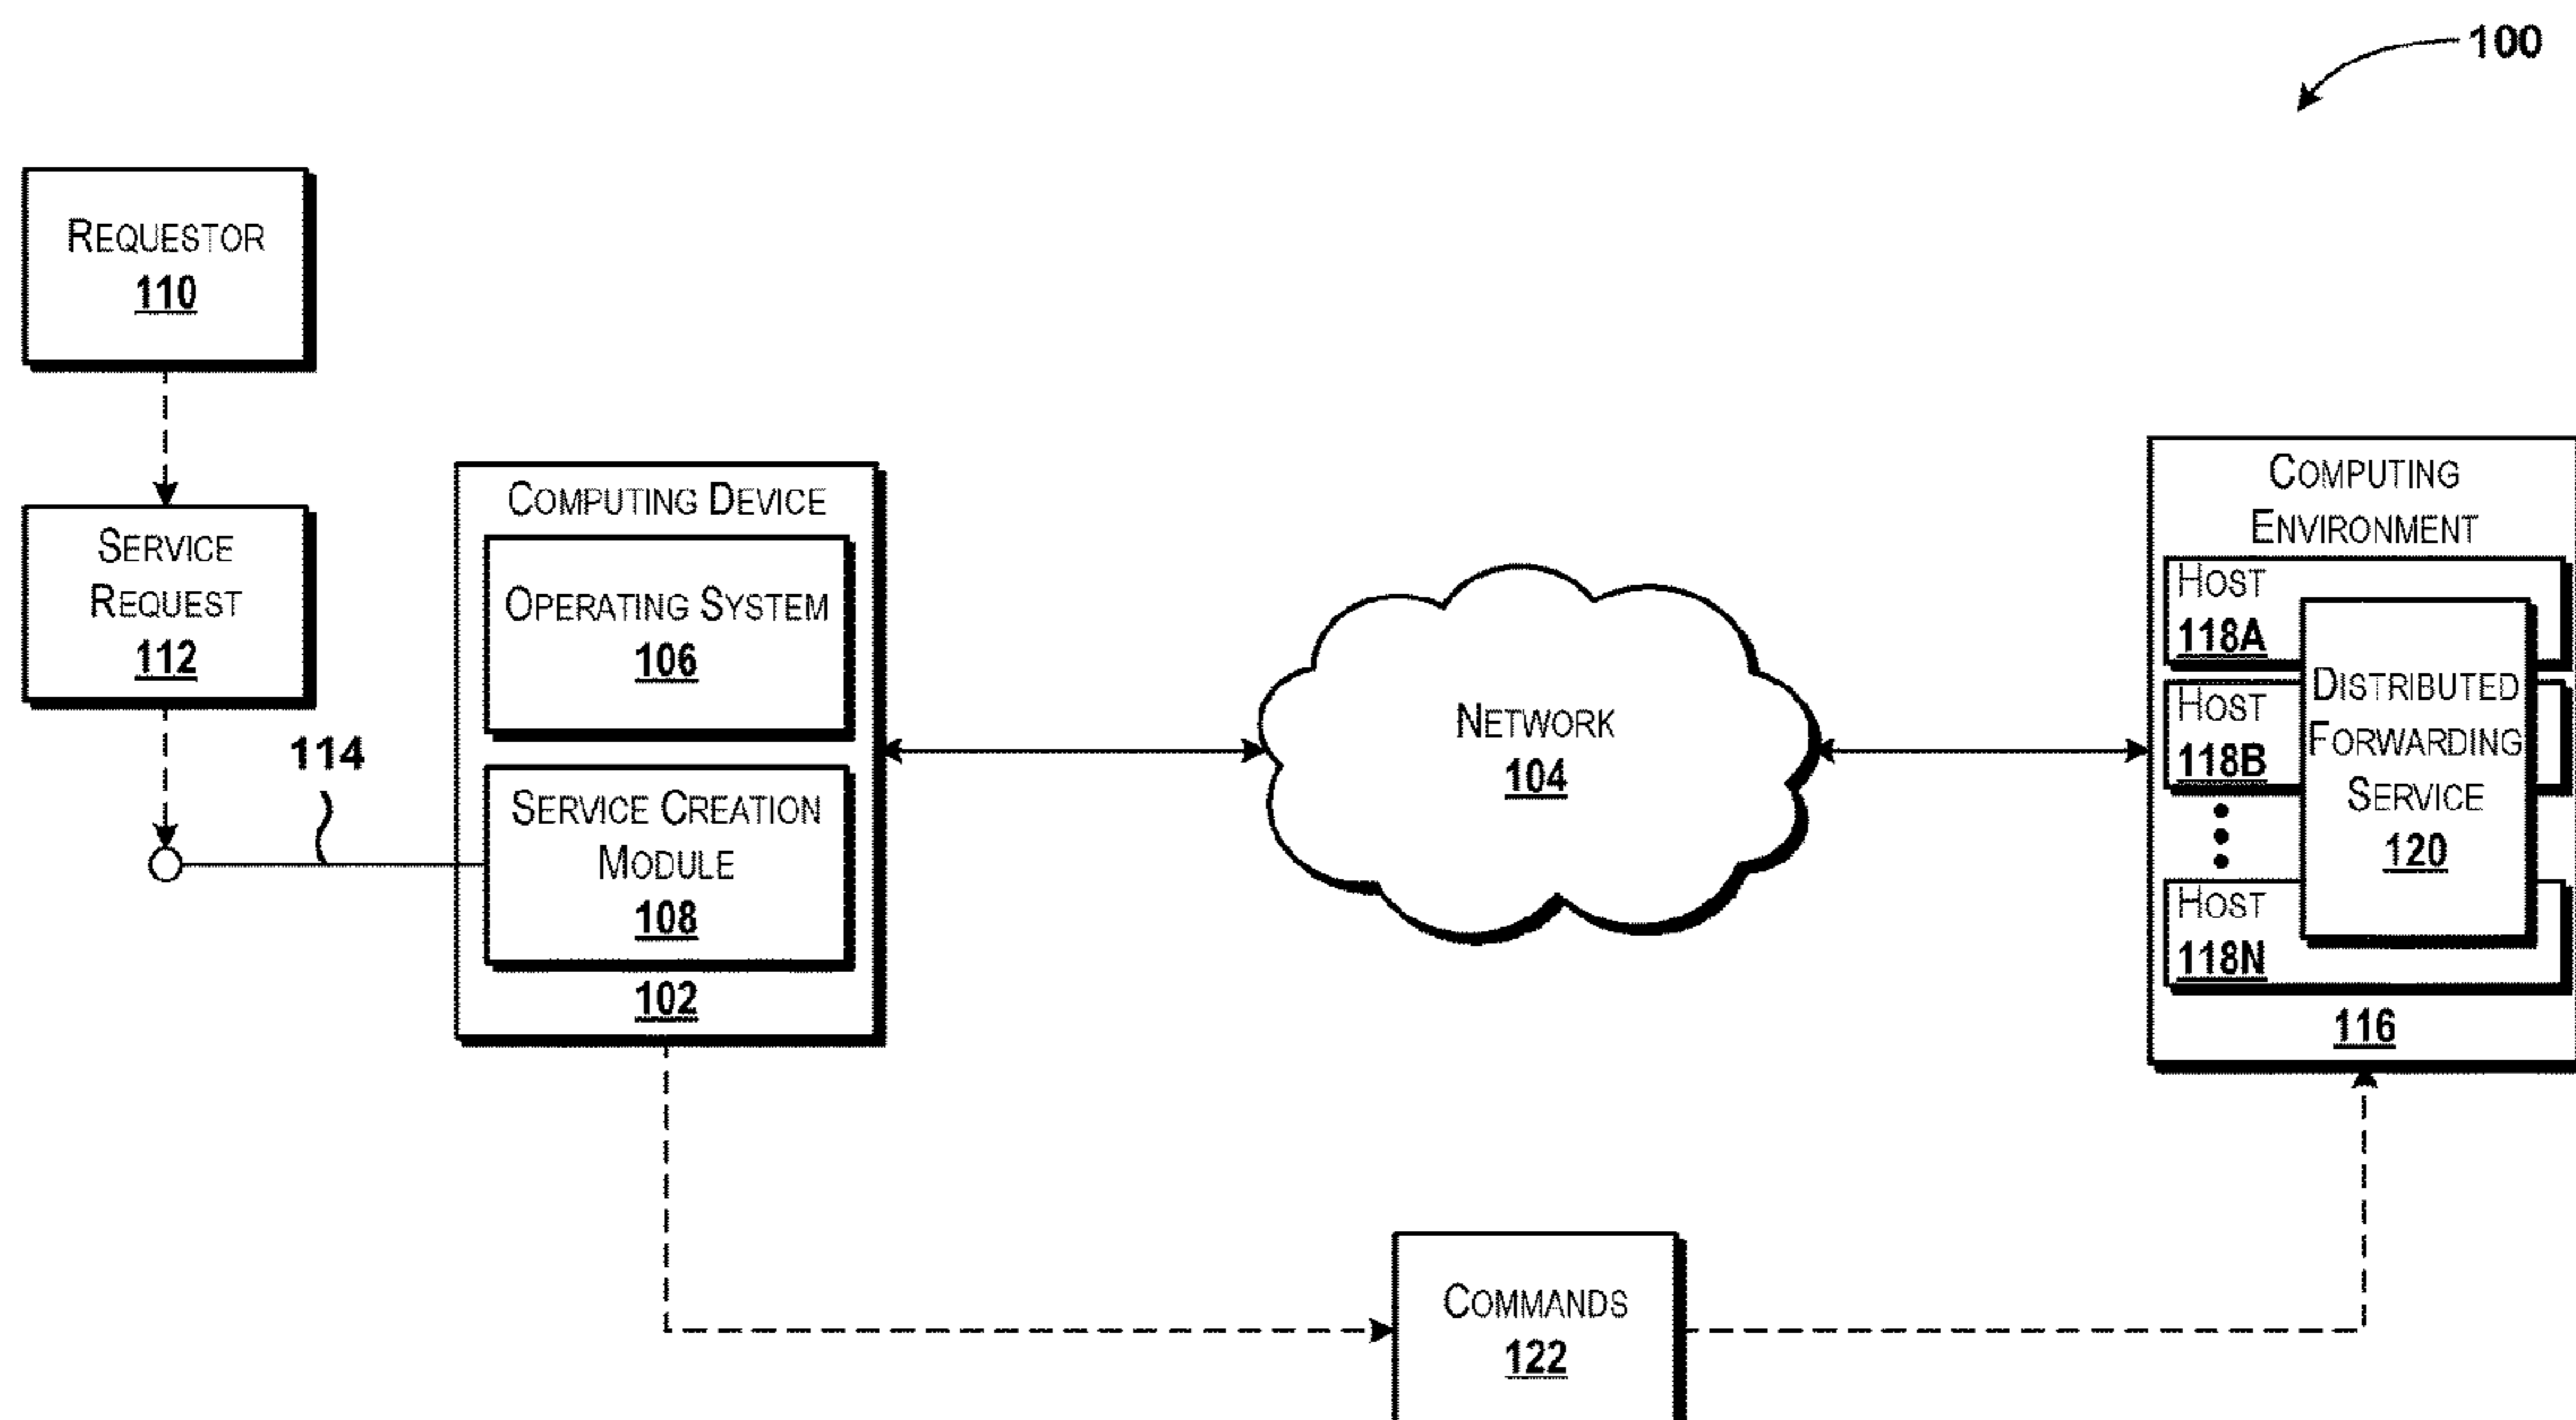 100
REQUESTOR
110
SERVICE
REQUEST
112
114
COMPUTING DEVICE
OPERATING SYSTEM
106
SERVICE CREATION
MODULE
108
102
NETWORK
104
COMPUTING
ENVIRONMENT
HOST
118A
HOST
118B
HOST
118N
DISTRIBUTED
FORWARDING
SERVICE
120
116
COMMANDS
122